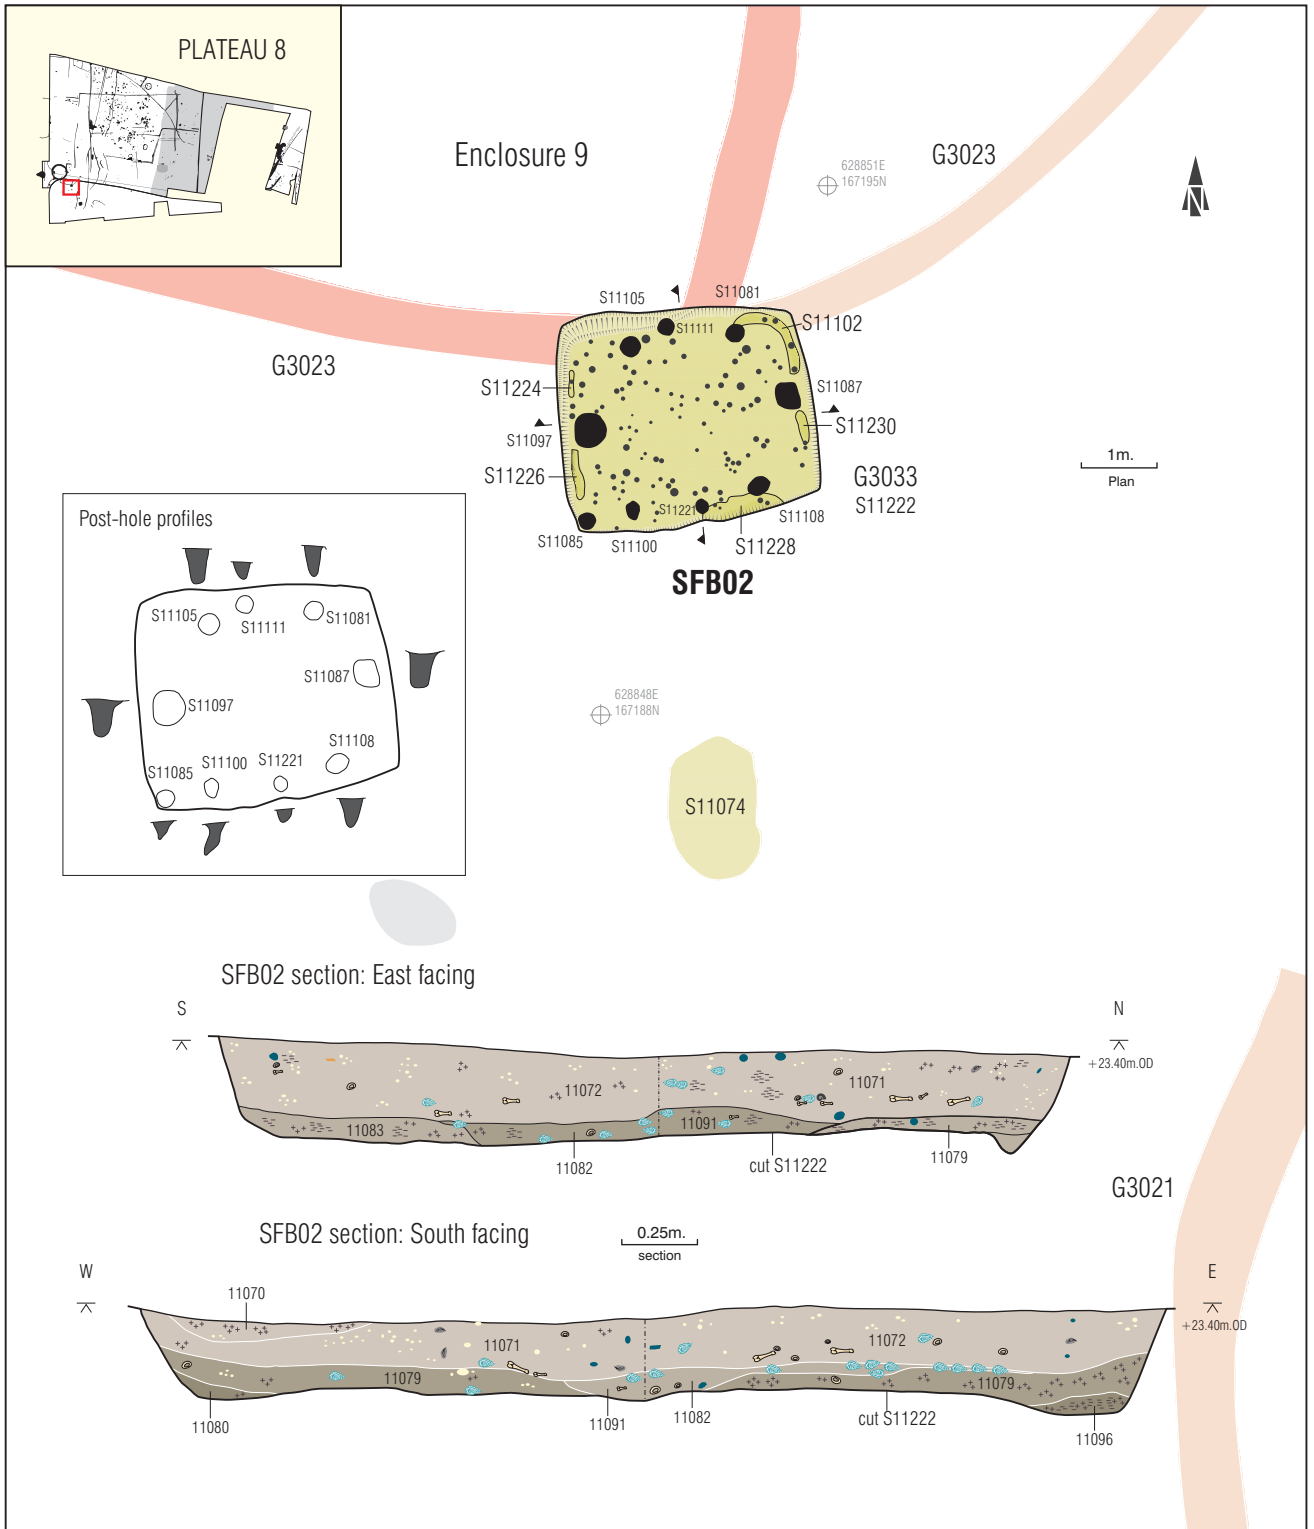 PLATEAU 8
Enclosure 9
628851E
167195N
G3023
N
S11105
S11081
S11111
S11102
G3023
S11224
S11087
S11097
S11230
1m.
Plan
S11226
G3033
S11222
S11221
S11108
S11085
S11100
S11228
SFB02
Post-hole profiles
S11105
S11111
S11081
S11087
S11097
S11108
S11221
S11100
S11085
628848E
167188N
S11074
SFB02 section: East facing
S
N
+23.40m.OD
11072
11071
11083
11091
11082
cut S11222
11079
G3021
SFB02 section: South facing
0.25m.
section
W
E
+23.40m.OD
11070
11071
11072
11079
11079
11080
11091
11082
cut S11222
11096